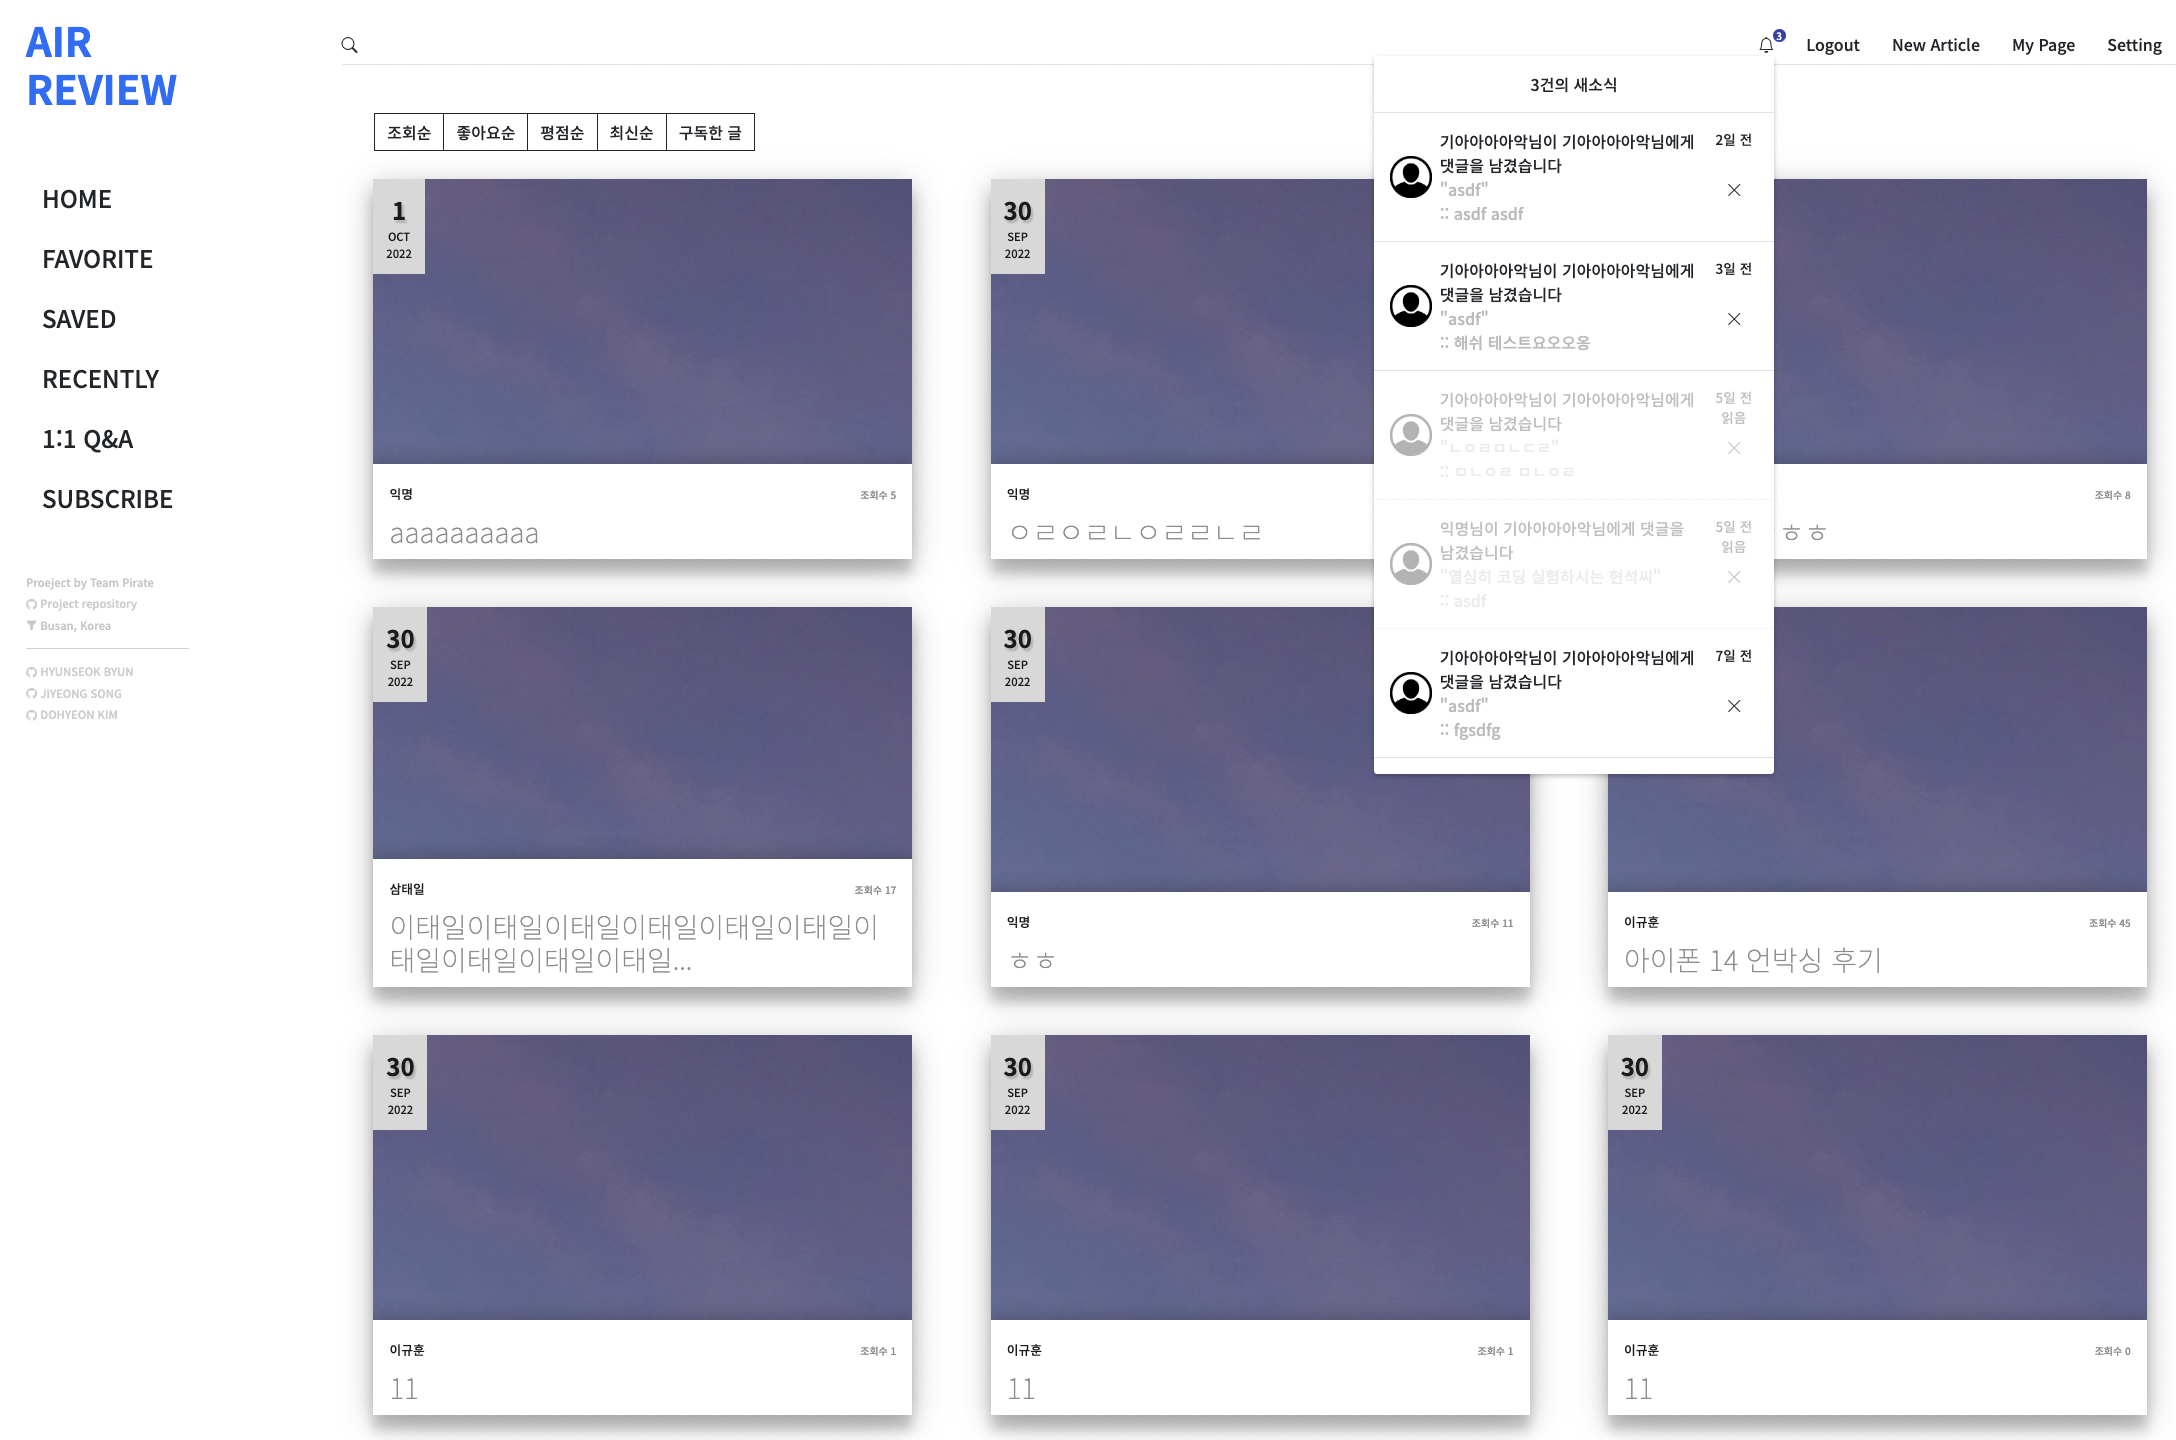 AIR
REVIEW
HOME
FAVORITE
SAVED
RECENTLY
1:1 Q&A
SUBSCRIBE
Proeject by Team Pirate
Project repository
Busan, Korea
HYUNSEOK BYUN
JIYEONG SONG
DOHYEON KIM
3
Logout
New Article
My Page
Setting
조회순
좋아요순
평점순
최신순
구독한 글
3건의 새소식
기아아아아악님이 기아아아아악님에게
댓글을 남겼습니다
"asdf"
:: asdf asdf
2일 전
기아아아아악님이 기아아아아악님에게
댓글을 남겼습니다
"asdf"
:: 해쉬 테스트요오오옹
3일 전
기아아아아악님이 기아아아아악님에게
댓글을 남겼습니다
"ㄴㅇㄹㅁㄴㄷㄹ"
:: ㅁㄴㅇㄹ ㅁㄴㅇㄹ
5일 전
읽음
익명님이 기아아아아악님에게 댓글을
남겼습니다
"열심히 코딩 실험하시는 현석씨"
:: asdf
5일 전
읽음
기아아아아악님이 기아아아아악님에게
댓글을 남겼습니다
"asdf"
:: fgsdfg
7일 전
1
OCT
2022
익명
조회수 5
aaaaaaaaaa
30
SEP
2022
익명
ㅇㄹㅇㄹㄴㅇㄹㄹㄴㄹ
조회수 8
ㅎㅎ
30
SEP
2022
삼태일
조회수 17
이태일이태일이태일이태일이태일이태일이
태일이태일이태일이태일...
30
SEP
2022
익명
조회수 11
ㅎㅎ
이규훈
조회수 45
아이폰 14 언박싱 후기
30
SEP
2022
이규훈
조회수 1
11
30
SEP
2022
이규훈
조회수 1
11
30
SEP
2022
이규훈
조회수 0
11